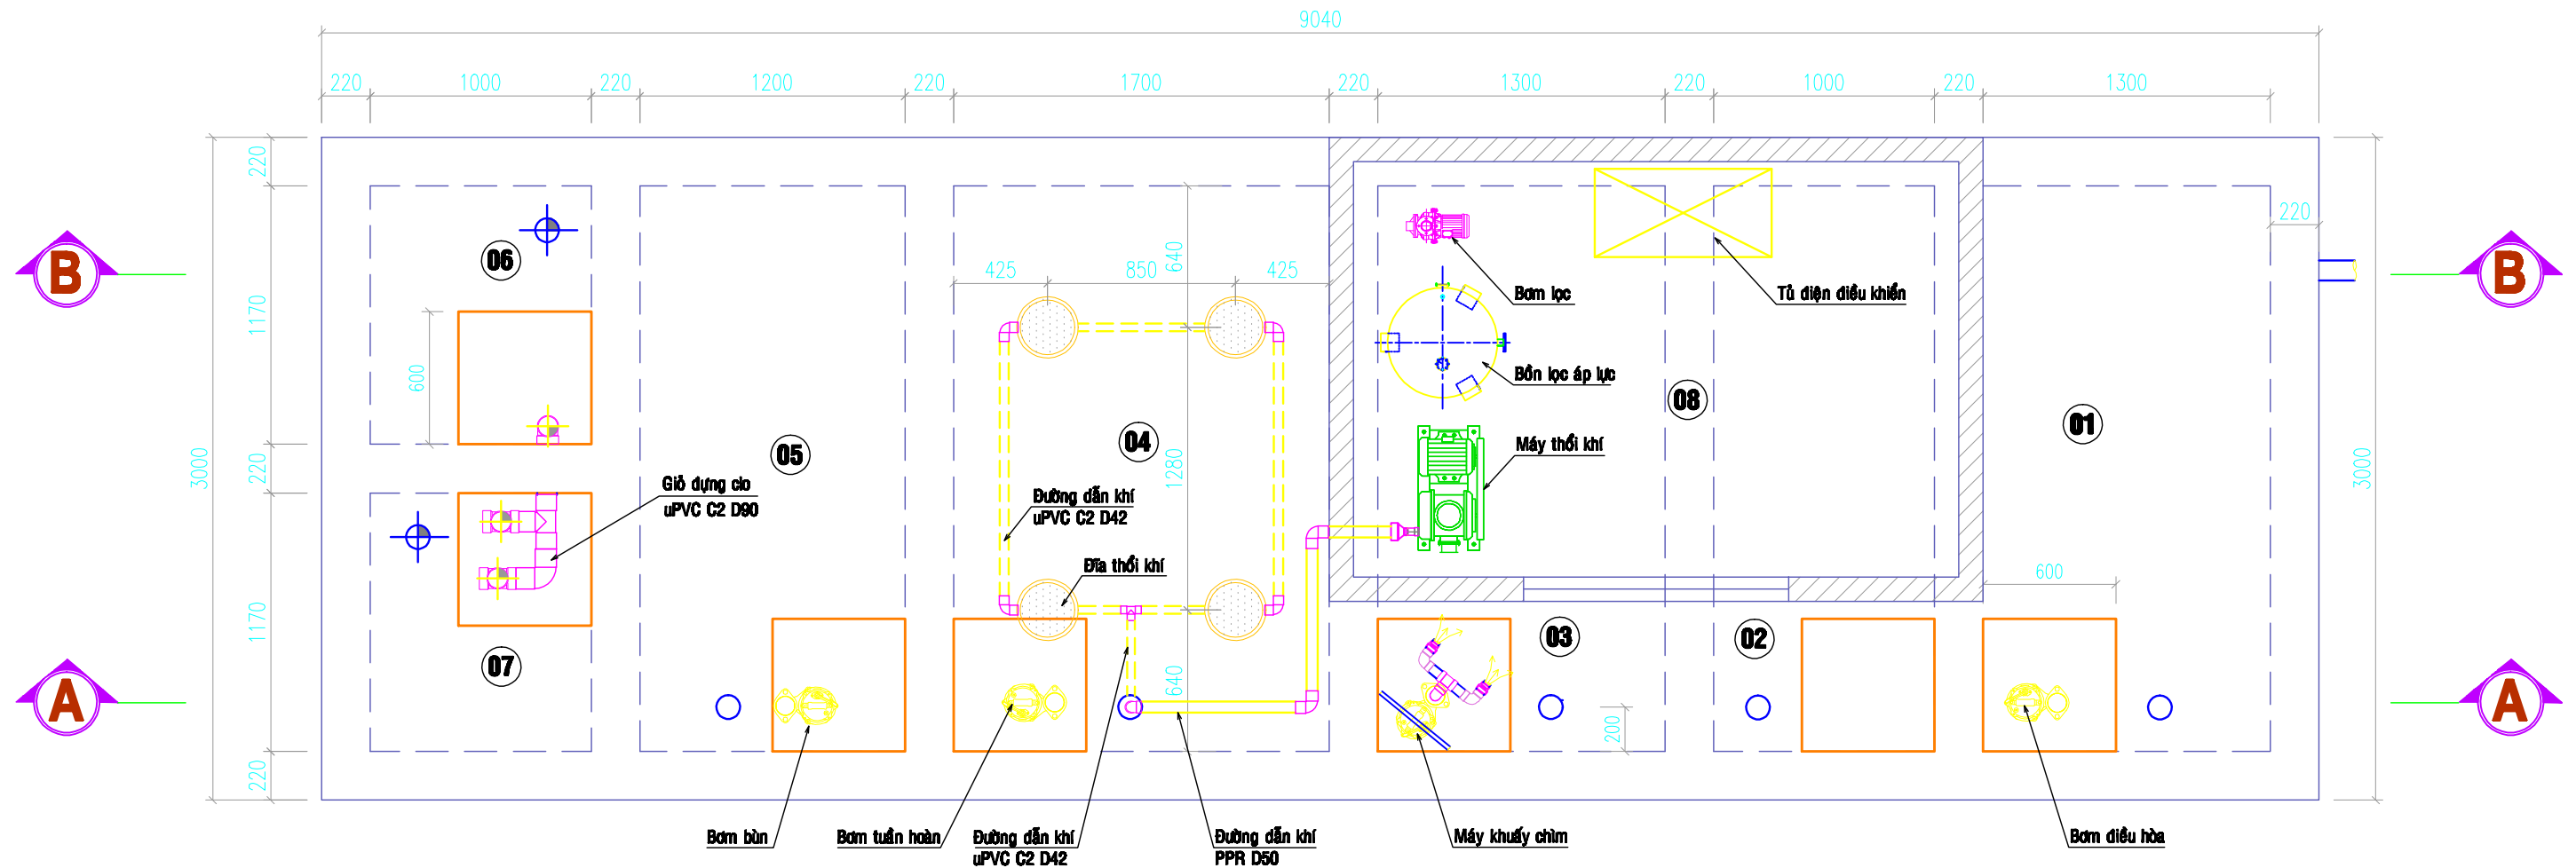 9040
220 1000 220 1200 220 1700 220 1300 220 1000 220 1300
220
1170
220
1170
220
3000
3000
220
B
B
A
A
06
600
Giỏ đựng clo
uPVC C2 D90
07
05
425 850 425
640
1280
640
04
Đường dẫn khí
uPVC C2 D42
Đĩa thổi khí
Bơm lọc
Tủ điện điều khiển
Bồn lọc áp lực
08
Máy thổi khí
01
600
03
02
200
Bơm bùn
Bơm tuần hoàn
Đường dẫn khí
uPVC C2 D42
Đường dẫn khí
PPR D50
Máy khuấy chìm
Bơm điều hòa